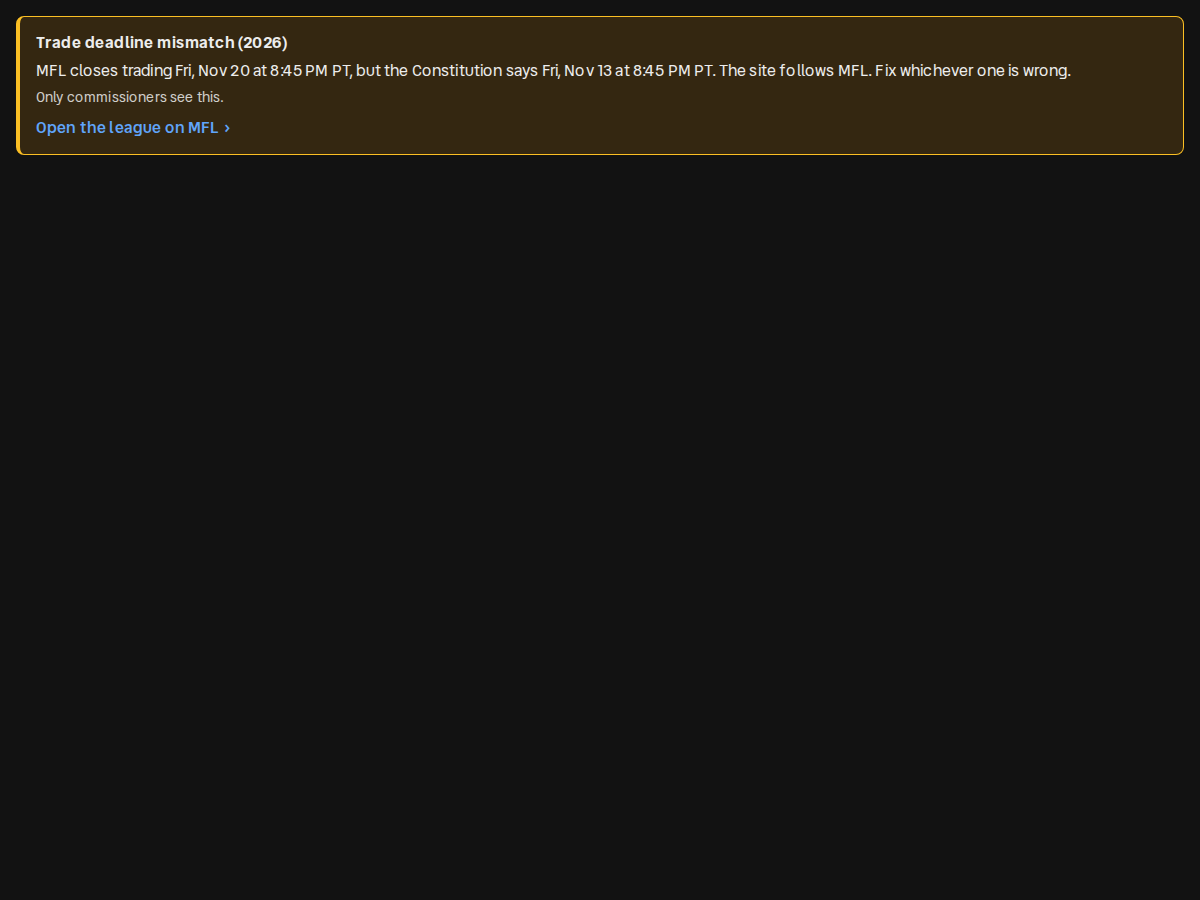 Trade deadline mismatch (2026)
MFL closes trading Fri, Nov 20 at 8:45 PM PT, but the Constitution says Fri, Nov 13 at 8:45 PM PT. The site follows MFL. Fix whichever one is wrong.
Only commissioners see this.
Open the league on MFL ›